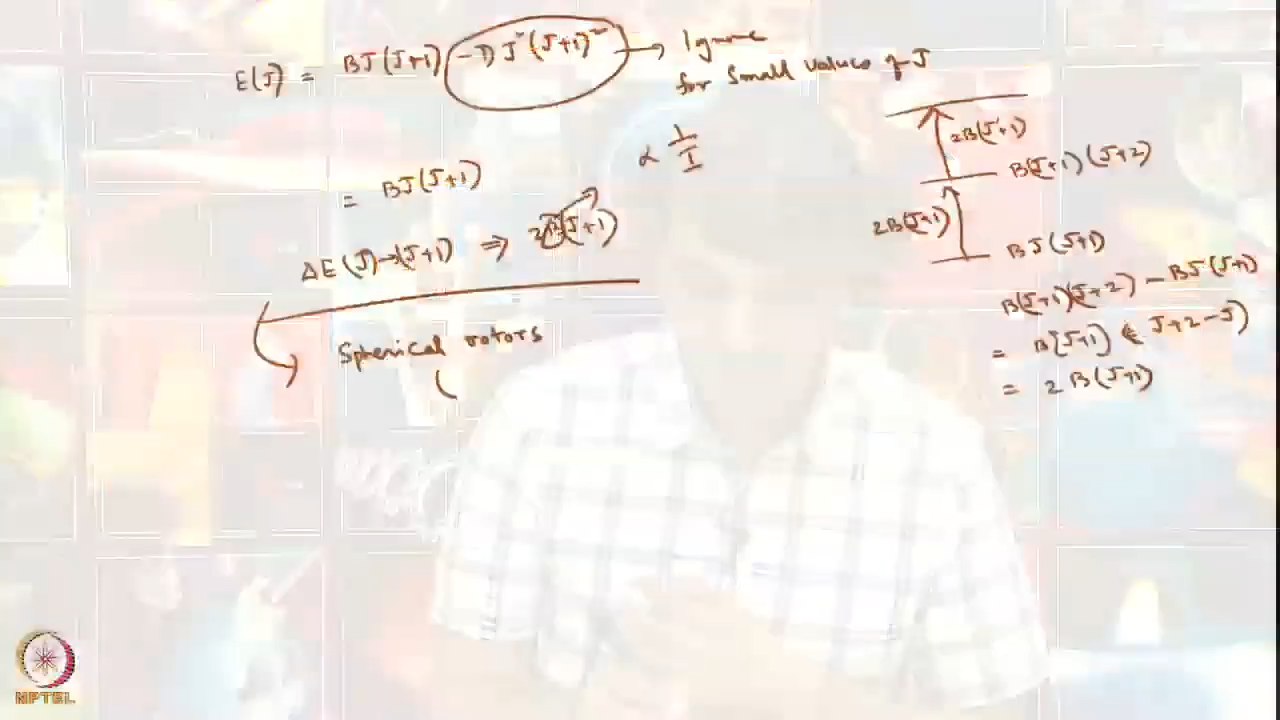 E(J) = BJ(J+1) -DJ²(J+1)² → Ignore
for small values of J
= BJ(J+1)
α 1/I
ΔE (J)→(J+1) ⇒ 2B(J+1)
Spherical rotors
2B(J+1)
B(J+1)(J+2)
2B(J+1)
BJ(J+1)
B(J+1)(J+2) - BJ(J+1)
= B(J+1) ( J+2-J)
= 2B(J+1)
NPTEL